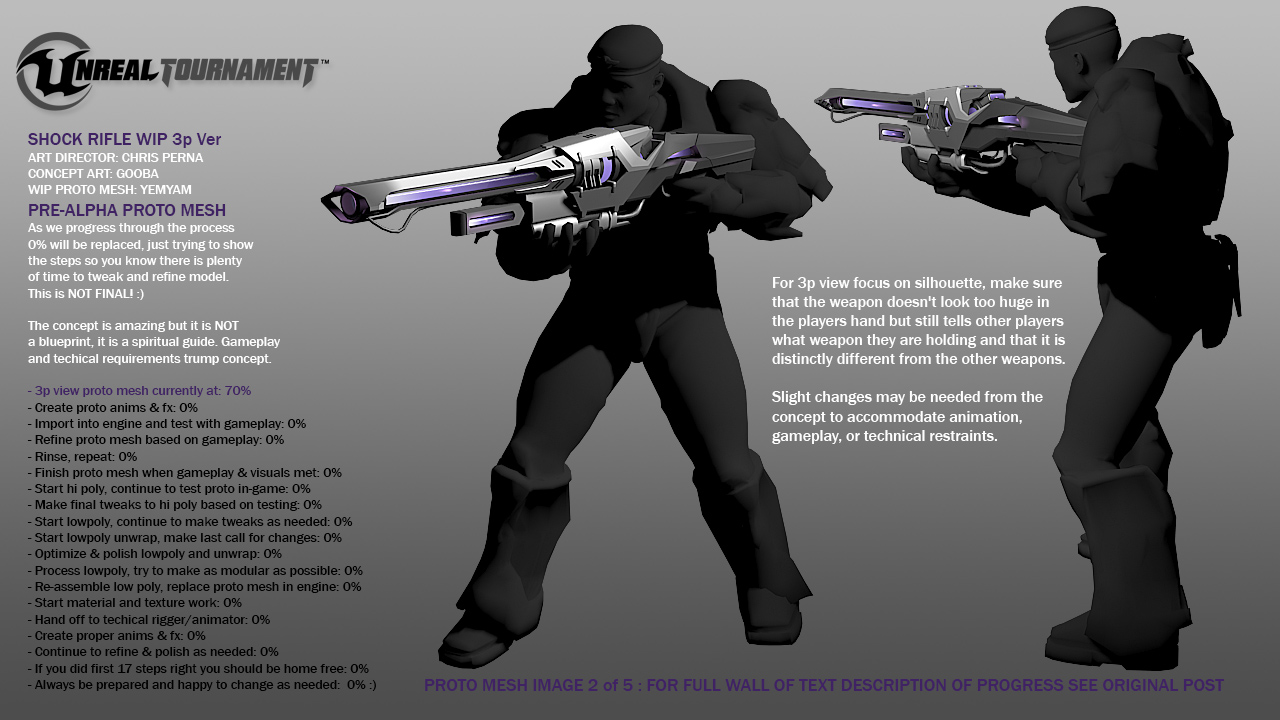 UNREAL TOURNAMENT™
SHOCK RIFLE WIP 3p Ver
ART DIRECTOR: CHRIS PERNA
CONCEPT ART: GOOBA
WIP PROTO MESH: YEMYAM
PRE-ALPHA PROTO MESH
As we progress through the process
0% will be replaced, just trying to show
the steps so you know there is plenty
of time to tweak and refine model.
This is NOT FINAL! :)
The concept is amazing but it is NOT
a blueprint, it is a spiritual guide. Gameplay
and techical requirements trump concept.
- 3p view proto mesh currently at: 70%
- Create proto anims & fx: 0%
- Import into engine and test with gameplay: 0%
- Refine proto mesh based on gameplay: 0%
- Rinse, repeat: 0%
- Finish proto mesh when gameplay & visuals met: 0%
- Start hi poly, continue to test proto in-game: 0%
- Make final tweaks to hi poly based on testing: 0%
- Start lowpoly, continue to make tweaks as needed: 0%
- Start lowpoly unwrap, make last call for changes: 0%
- Optimize & polish lowpoly and unwrap: 0%
- Process lowpoly, try to make as modular as possible: 0%
- Re-assemble low poly, replace proto mesh in engine: 0%
- Start material and texture work: 0%
- Hand off to techical rigger/animator: 0%
- Create proper anims & fx: 0%
- Continue to refine & polish as needed: 0%
- If you did first 17 steps right you should be home free: 0%
- Always be prepared and happy to change as needed:  0% :)
For 3p view focus on silhouette, make sure
that the weapon doesn't look too huge in
the players hand but still tells other players
what weapon they are holding and that it is
distinctly different from the other weapons.
Slight changes may be needed from the
concept to accommodate animation,
gameplay, or technical restraints.
PROTO MESH IMAGE 2 of 5 : FOR FULL WALL OF TEXT DESCRIPTION OF PROGRESS SEE ORIGINAL POST